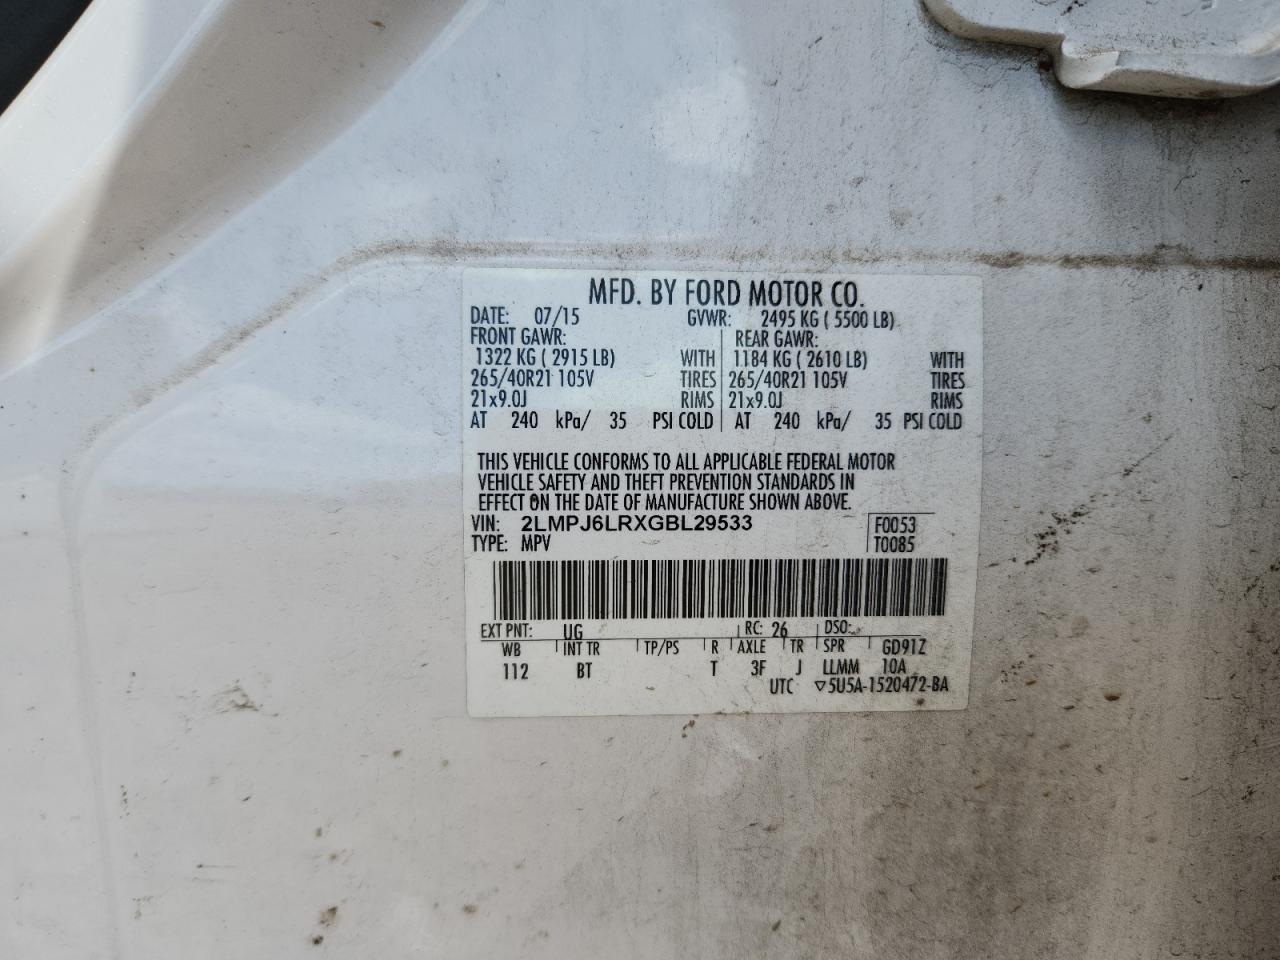 MFD. BY FORD MOTOR CO.
DATE: 07/15 GVWR: 2495 KG ( 5500 LB)
FRONT GAWR: REAR GAWR:
1322 KG ( 2915 LB) WITH 1184 KG ( 2610 LB) WITH
265/40R21 105V TIRES 265/40R21 105V TIRES
21x9.0J RIMS 21x9.0J RIMS
AT 240 kPa/ 35 PSI COLD AT 240 kPa/ 35 PSI COLD
THIS VEHICLE CONFORMS TO ALL APPLICABLE FEDERAL MOTOR
VEHICLE SAFETY AND THEFT PREVENTION STANDARDS IN
EFFECT ON THE DATE OF MANUFACTURE SHOWN ABOVE.
VIN: 2LMPJ6LRXGBL29533 F0053
TYPE: MPV T0085
EXT PNT: UG RC: 26 DSO:
WB INT TR TP/PS R AXLE TR SPR GD91Z
112 BT T 3F J LLMM 10A
UTC ▽5U5A-1520472-BA